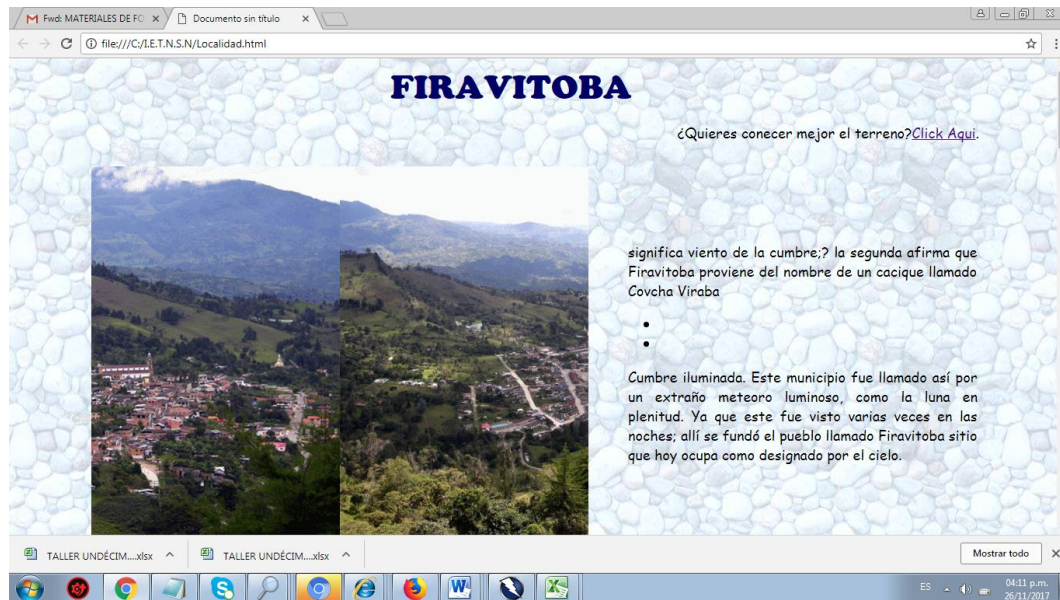 Fwd: MATERIALES DE FO
Documento sin título
file:///C:/I.E.T.N.S.N/Localidad.html
FIRAVITOBA
¿Quieres conecer mejor el terreno?Click Aqui.
significa viento de la cumbre;? la segunda afirma que
Firavitoba proviene del nombre de un cacique llamado
Covcha Viraba
Cumbre iluminada. Este municipio fue llamado así por
un extraño meteoro luminoso, como la luna en
plenitud. Ya que este fue visto varias veces en las
noches; allí se fundó el pueblo llamado Firavitoba sitio
que hoy ocupa como designado por el cielo.
TALLER UNDÉCIM....xlsx
TALLER UNDÉCIM....xlsx
Mostrar todo
ES
04:11 p.m.
26/11/2017